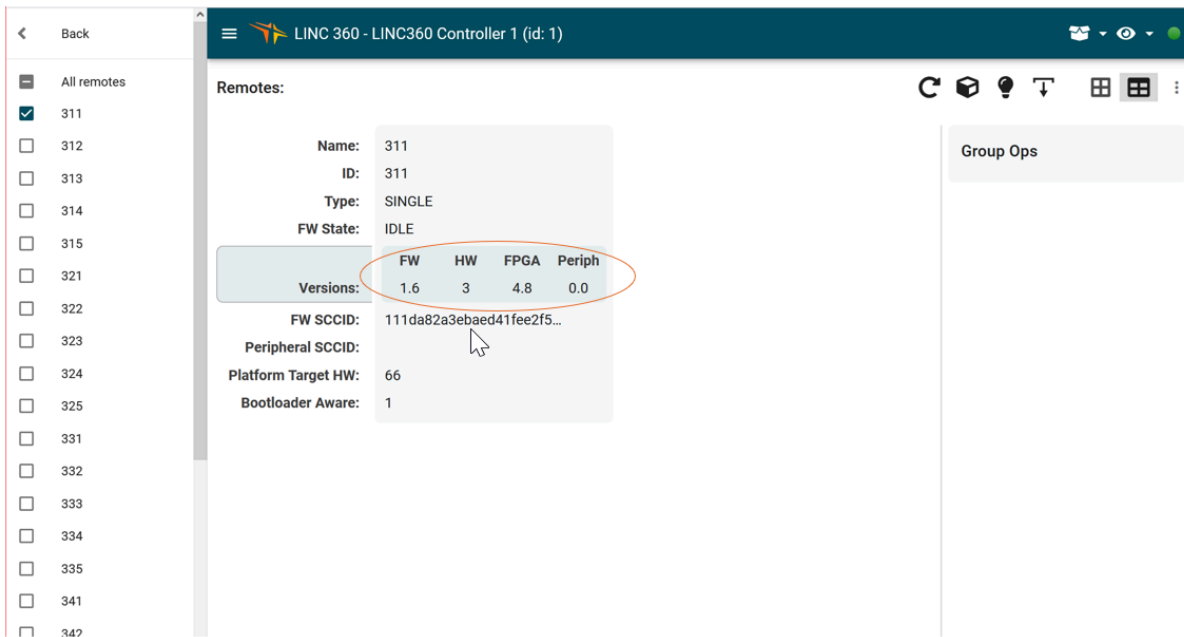 Back
LINC 360 - LINC360 Controller 1 (id: 1)
All remotes
311
312
313
314
315
321
322
323
324
325
331
332
333
334
335
341
342
Remotes:
Name: 311
ID: 311
Type: SINGLE
FW State: IDLE
FW HW FPGA Periph
Versions: 1.6 3 4.8 0.0
FW SCCID: 111da82a3ebaed41fee2f5...
Peripheral SCCID:
Platform Target HW: 66
Bootloader Aware: 1
Group Ops